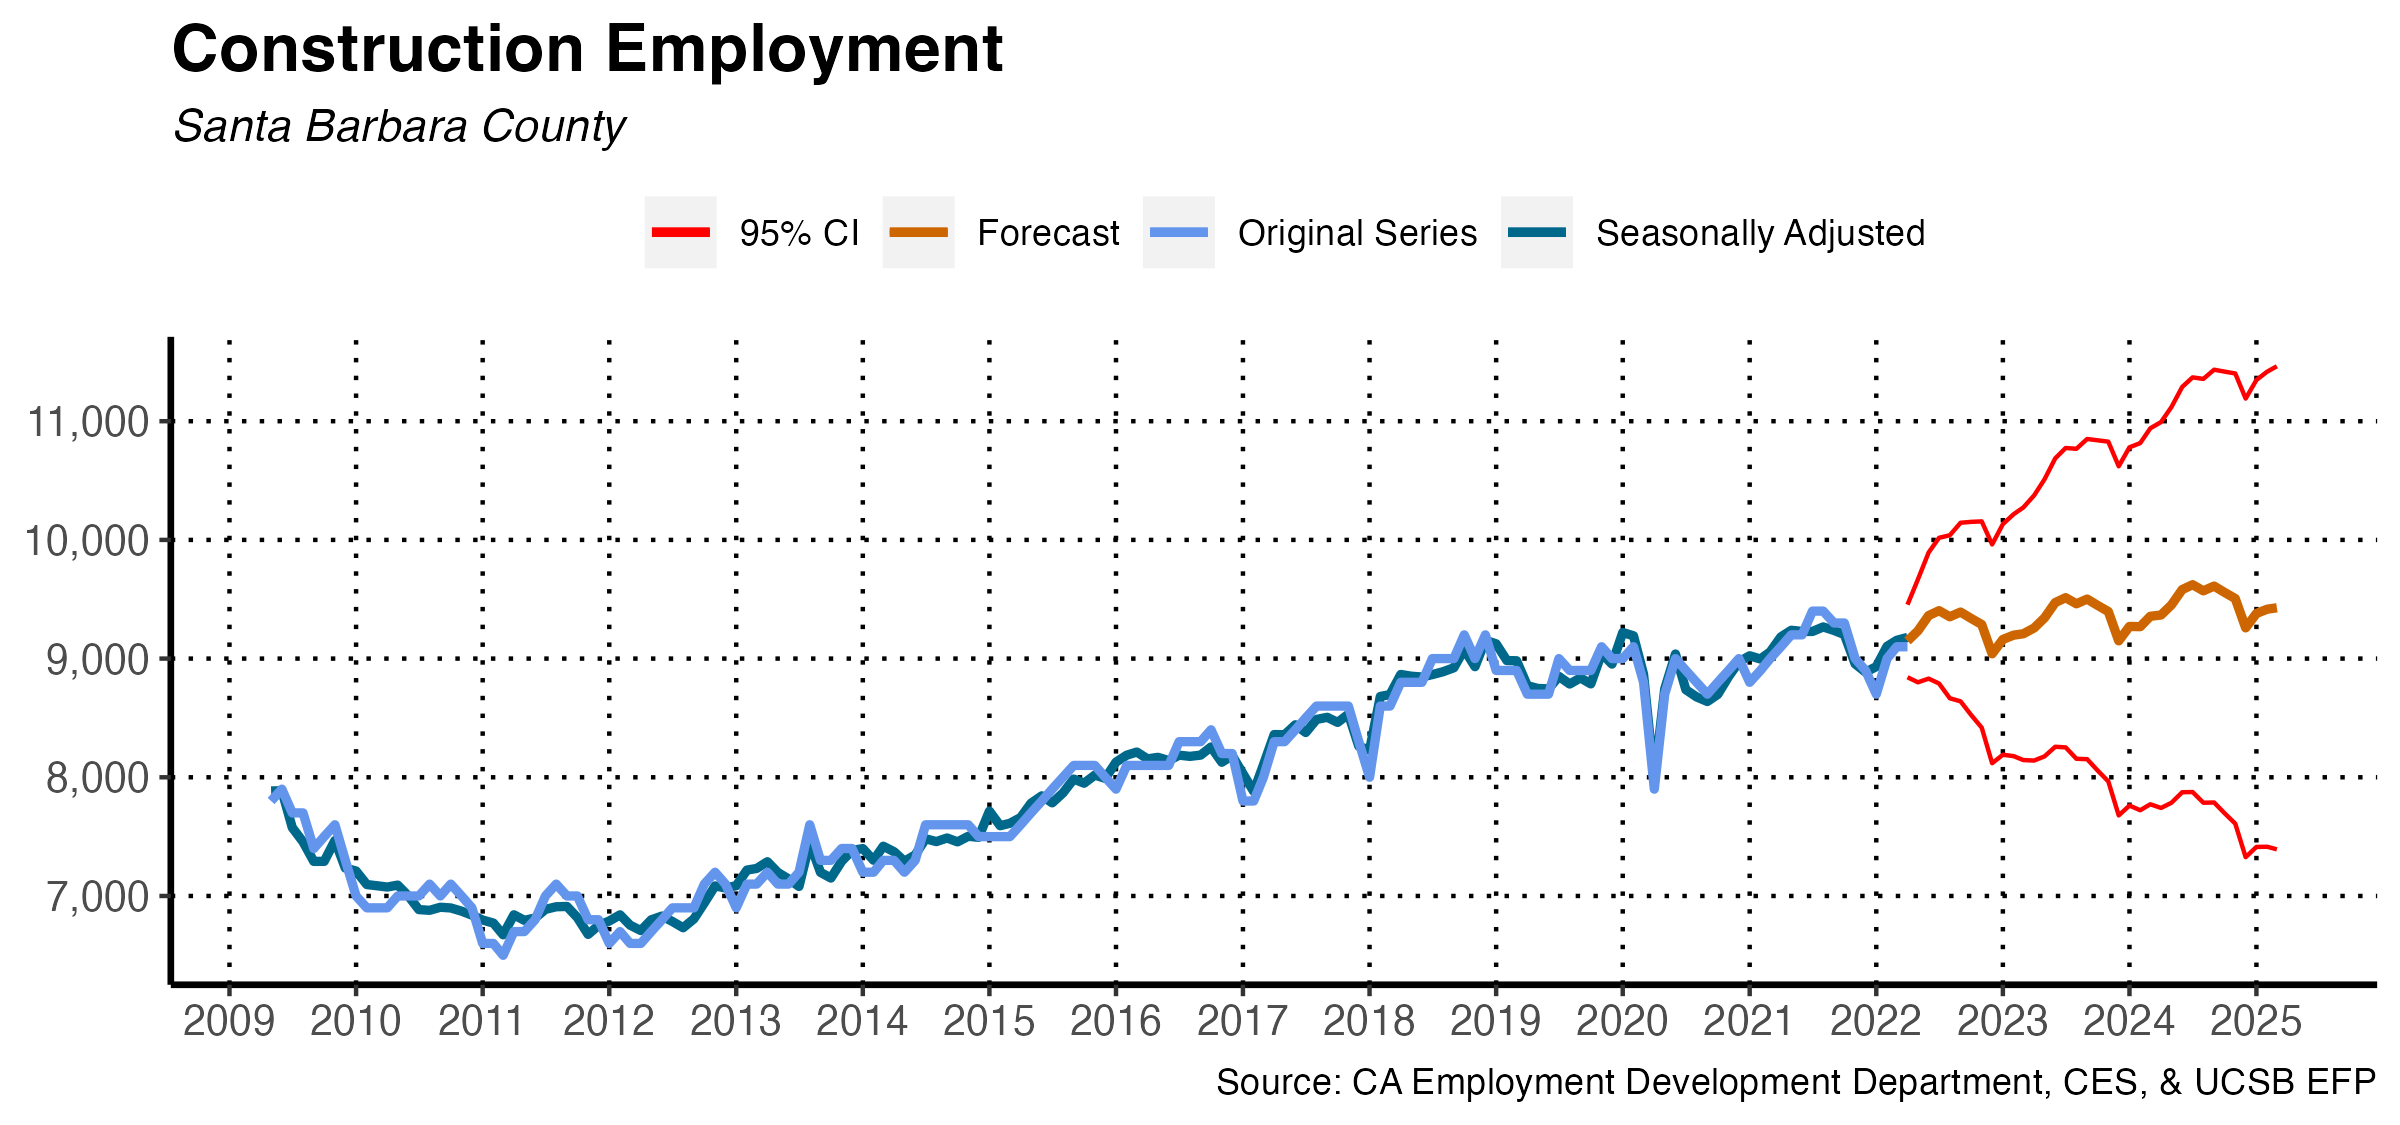 Construction Employment
Santa Barbara County
95% CI Forecast Original Series Seasonally Adjusted
11,000
10,000
9,000
8,000
7,000
2009 2010 2011 2012 2013 2014 2015 2016 2017 2018 2019 2020 2021 2022 2023 2024 2025
Source: CA Employment Development Department, CES, & UCSB EFP